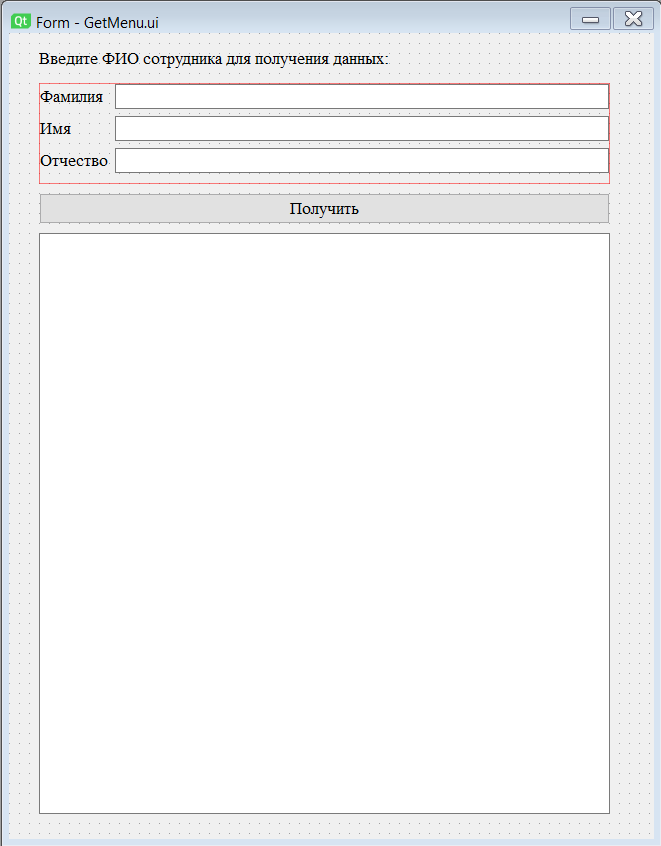 Qt Form - GetMenu.ui
Введите ФИО сотрудника для получения данных:
Фамилия
Имя
Отчество
Получить